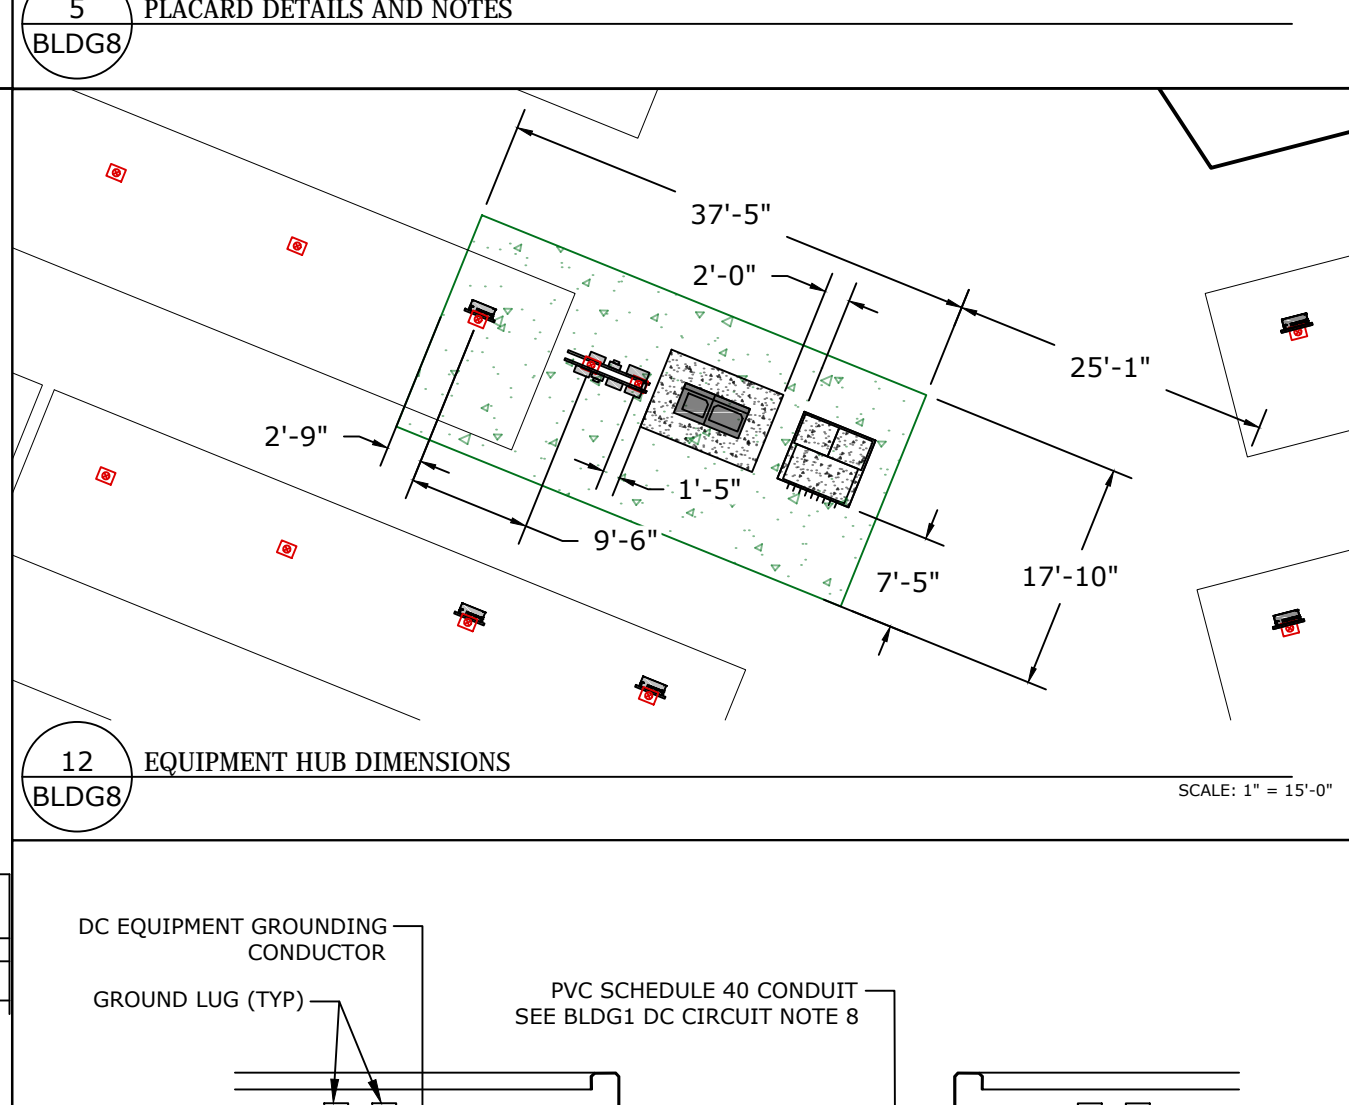 5
PLACARD DETAILS AND NOTES
BLDG8
37'-5"
2'-0"
25'-1"
2'-9"
1'-5"
9'-6"
7'-5"
17'-10"
12
EQUIPMENT HUB DIMENSIONS
BLDG8
SCALE: 1" = 15'-0"
DC EQUIPMENT GROUNDING
CONDUCTOR
GROUND LUG (TYP)
PVC SCHEDULE 40 CONDUIT
SEE BLDG1 DC CIRCUIT NOTE 8